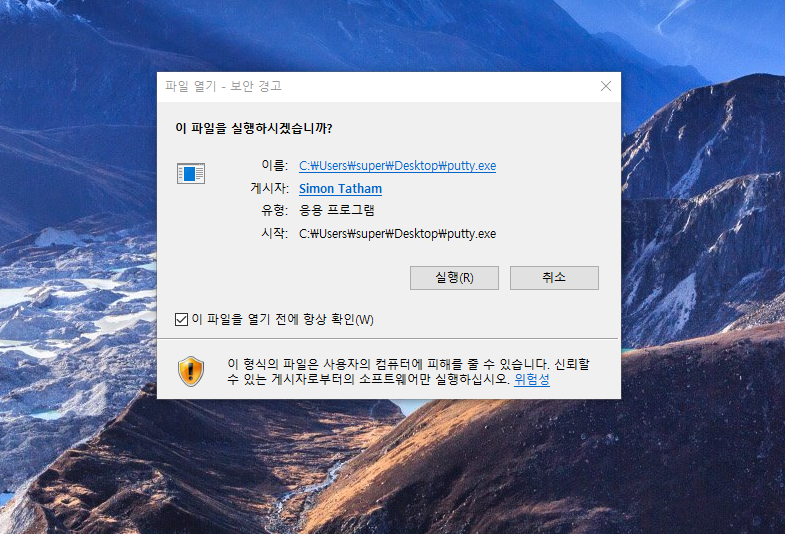 파일 열기 - 보안 경고
이 파일을 실행하시겠습니까?
이름: C:₩Users₩super₩Desktop₩putty.exe
게시자: Simon Tatham
유형: 응용 프로그램
시작: C:₩Users₩super₩Desktop₩putty.exe
실행(R) 취소
이 파일을 열기 전에 항상 확인(W)
이 형식의 파일은 사용자의 컴퓨터에 피해를 줄 수 있습니다. 신뢰할
수 있는 게시자로부터의 소프트웨어만 실행하십시오. 위험성